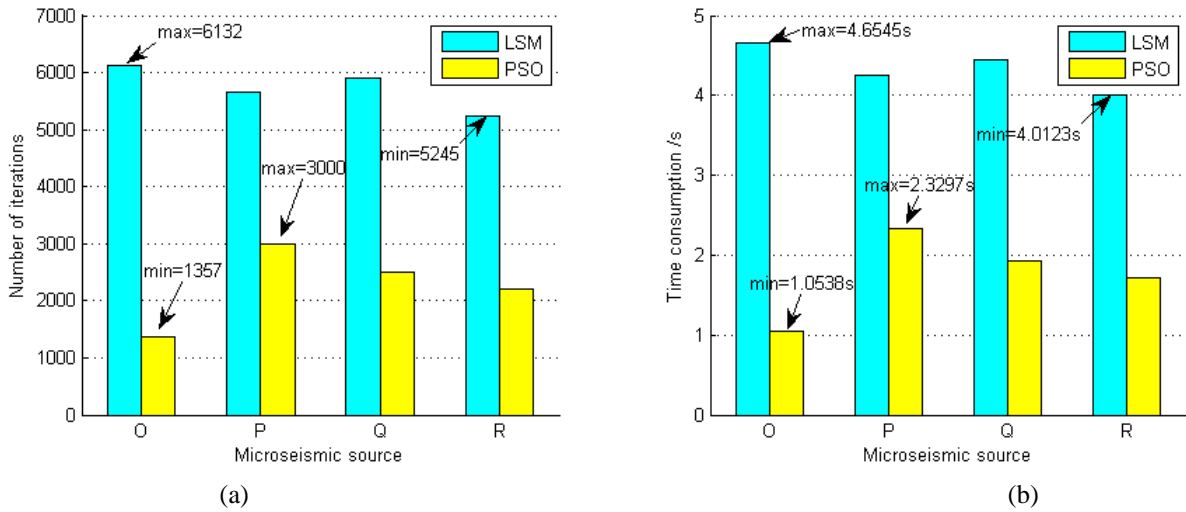 7000
6000
5000
4000
3000
2000
1000
0
Number of iterations
max=6132
min=1357
max=3000
min=5245
LSM
PSO
O
P
Q
R
Microseismic source
(a)
5
4
3
2
1
0
Time consumption /s
max=4.6545s
min=1.0538s
max=2.3297s
min=4.0123s
LSM
PSO
O
P
Q
R
Microseismic source
(b)